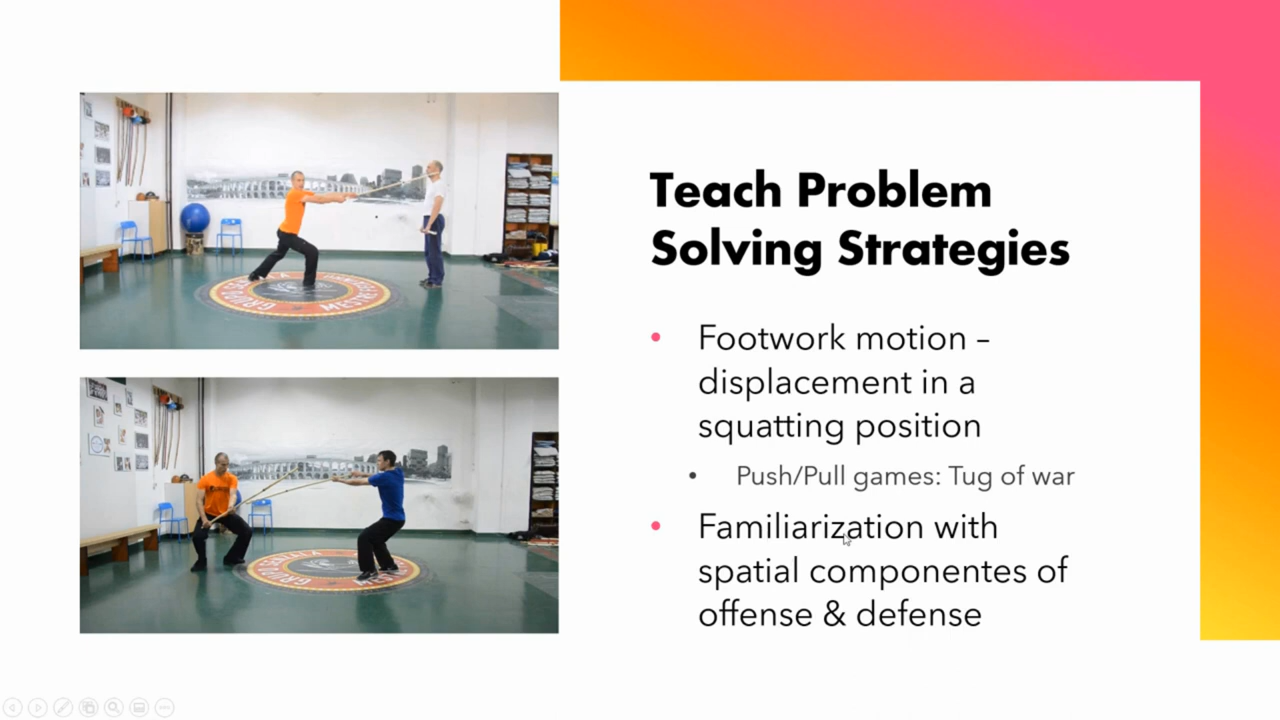 Teach Problem
Solving Strategies
• Footwork motion –
displacement in a
squatting position
• Push/Pull games: Tug of war
• Familiarization with
spatial componentes of
offense & defense